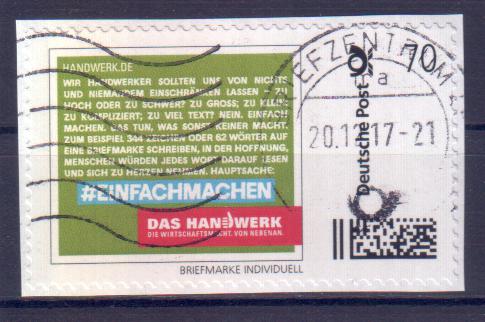 HANDWERK.DE
WIR HANDWERKER SOLLTEN UNS VON NICHTS
UND NIEMANDEM EINSCHRÄNKEN LASSEN – ZU
HOCH ODER ZU SCHWER? ZU GROSS; ZU KLEIN,
ZU KOMPLIZIERT; ZU VIEL TEXT? NEIN. EINFACH
MACHEN. DAS TUN, WAS SONST KEINER MACHT.
ZUM BEISPIEL 344 ZEICHEN ODER 62 WÖRTER AUF
EINE BRIEFMARKE SCHREIBEN, IN DER HOFFNUNG,
MENSCHEN WÜRDEN JEDES WORT DARAUF LESEN
UND SICH ZU HERZEN NEHMEN. HAUPTSACHE:
#EINFACHMACHEN
DAS HANDWERK
DIE WIRTSCHAFTSMACHT. VON NEBENAN.
BRIEFMARKE INDIVIDUELL
70
Deutsche Post
EFZENTRUM
a
17-21